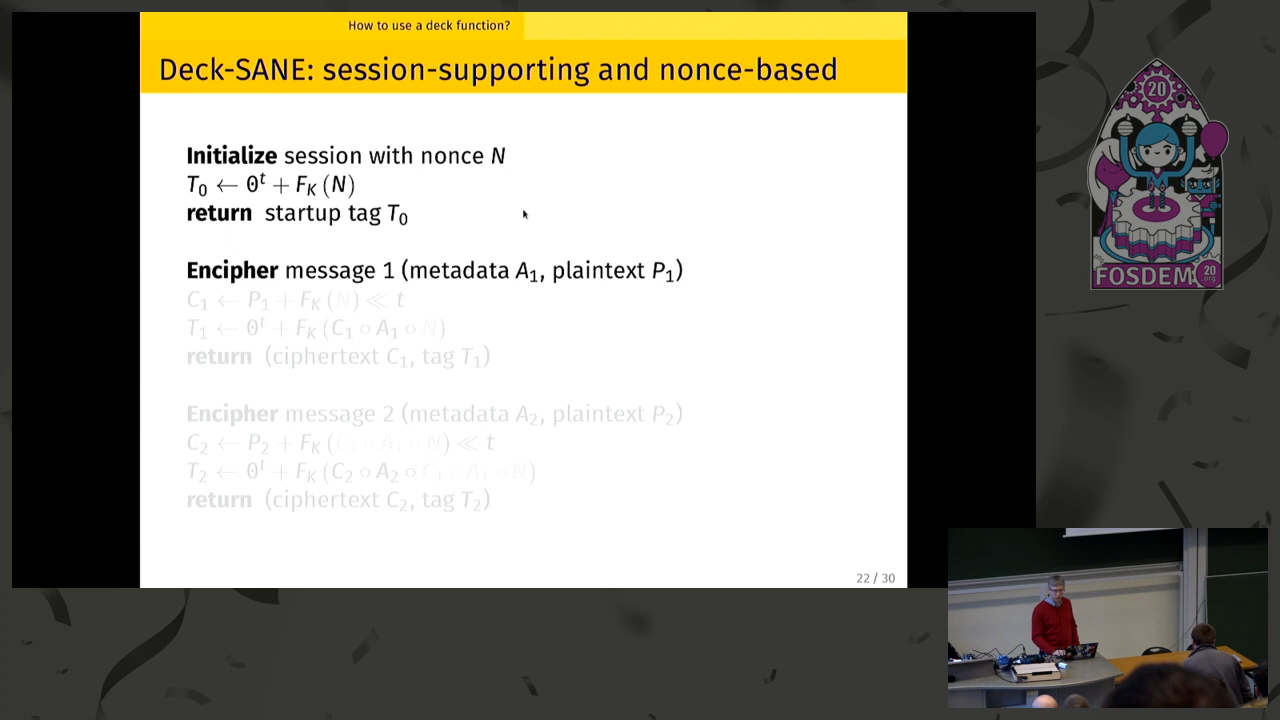 How to use a deck function?
Deck-SANE: session-supporting and nonce-based
Initialize session with nonce N
T₀ ← 0ᵗ + F_K (N)
return startup tag T₀
Encipher message 1 (metadata A₁, plaintext P₁)
C₁ ← P₁ + F_K (N) ≪ t
T₁ ← 0ᵗ + F_K (C₁ ∘ A₁ ∘ N)
return (ciphertext C₁, tag T₁)
Encipher message 2 (metadata A₂, plaintext P₂)
C₂ ← P₂ + F_K (C₁ ∘ A₁ ∘ N) ≪ t
T₂ ← 0ᵗ + F_K (C₂ ∘ A₂ ∘ C₁ ∘ A₁ ∘ N)
return (ciphertext C₂, tag T₂)
22 / 30
20
FOSDEM
20
.org